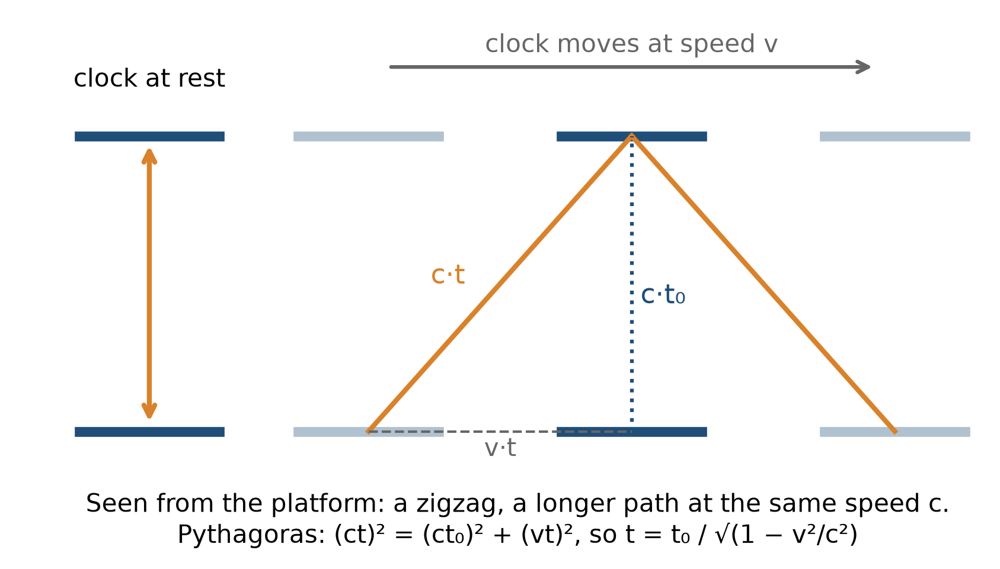 clock moves at speed v
clock at rest
c·t
c·t₀
v·t
Seen from the platform: a zigzag, a longer path at the same speed c.
Pythagoras: (ct)² = (ct₀)² + (vt)², so t = t₀ / √(1 − v²/c²)